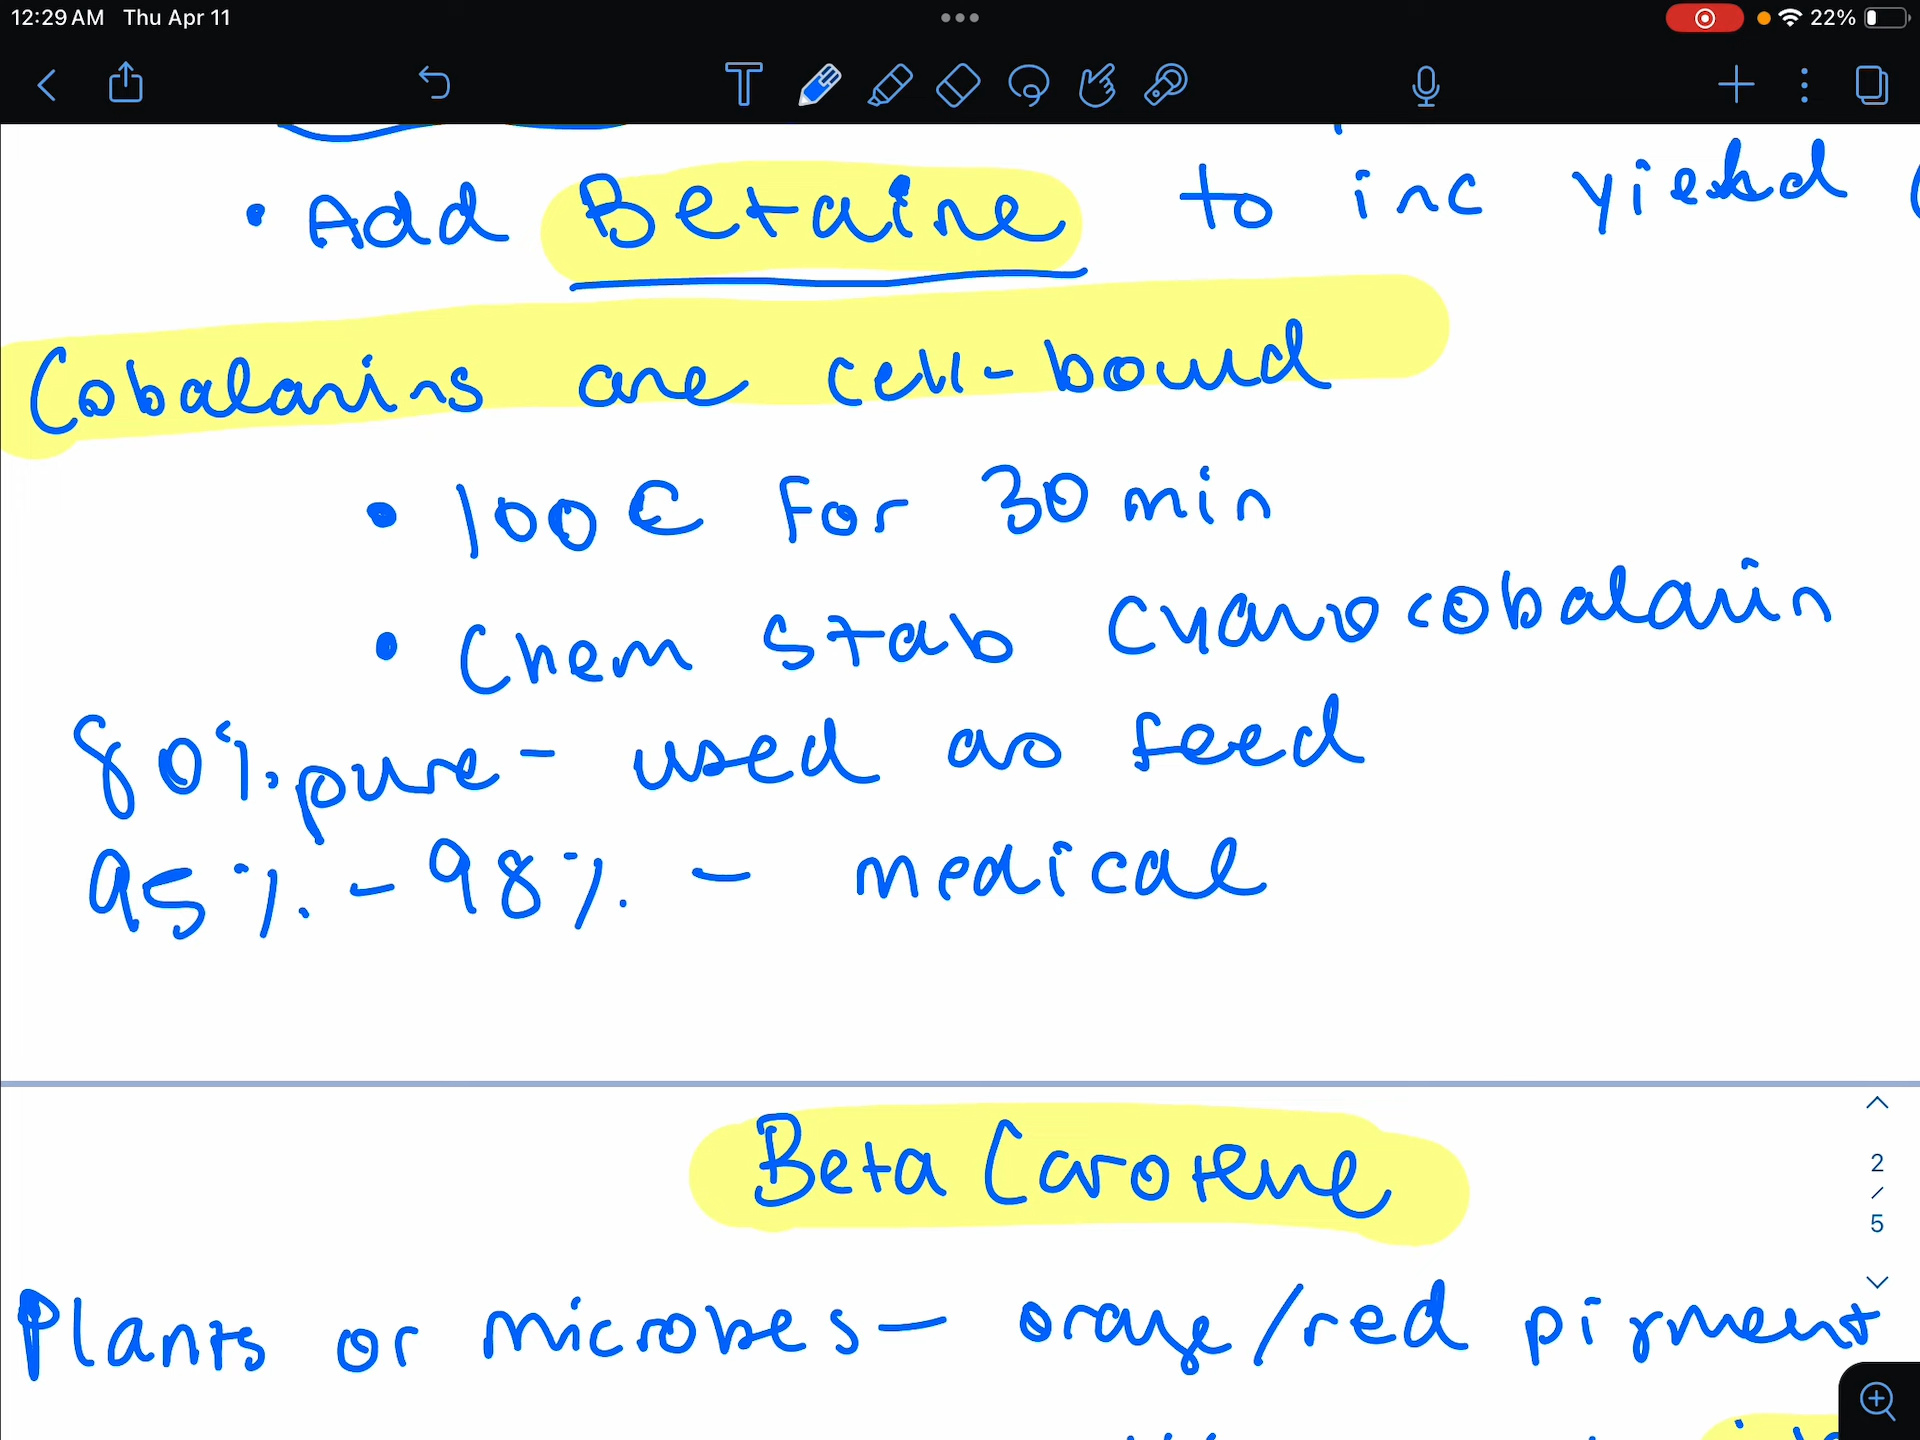 12:29 AM Thu Apr 11
22%
• Add Betaine to inc yield (
Cobalamins are cell-bound
• 100 C for 30 min
• Chem stab cyanocobalamin
80% pure - used as feed
95% - 98% - medical
Beta Carotene
2
/
5
Plants or microbes — orange/red pigment